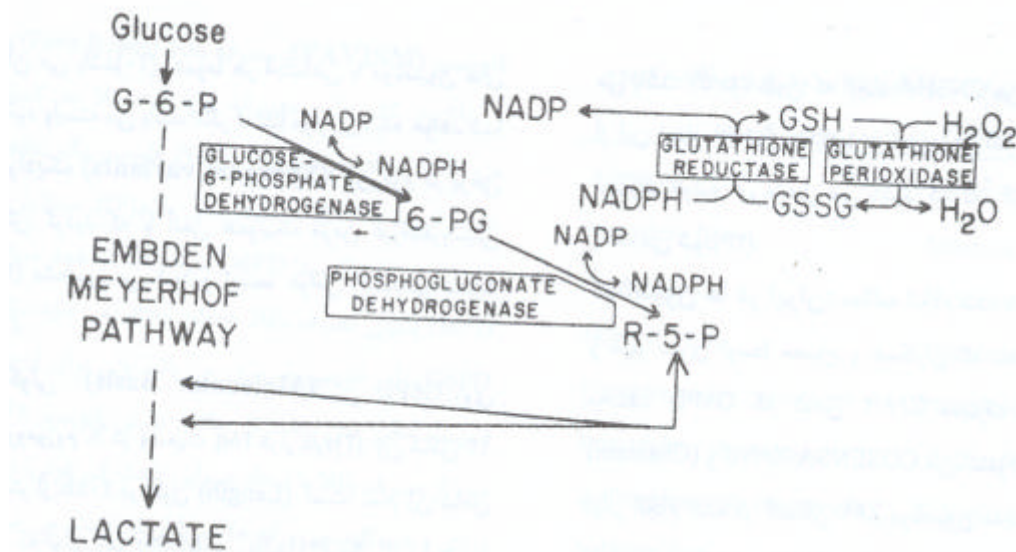 Glucose
G-6-P
NADP
NADPH
GLUCOSE-
6-PHOSPHATE
DEHYDROGENASE
6-PG
NADP
NADPH
PHOSPHOGLUCONATE
DEHYDROGENASE
R-5-P
EMBDEN
MEYERHOF
PATHWAY
LACTATE
NADP
GSH
H₂O₂
GLUTATHIONE
REDUCTASE
GLUTATHIONE
PERIOXIDASE
NADPH
GSSG
H₂O